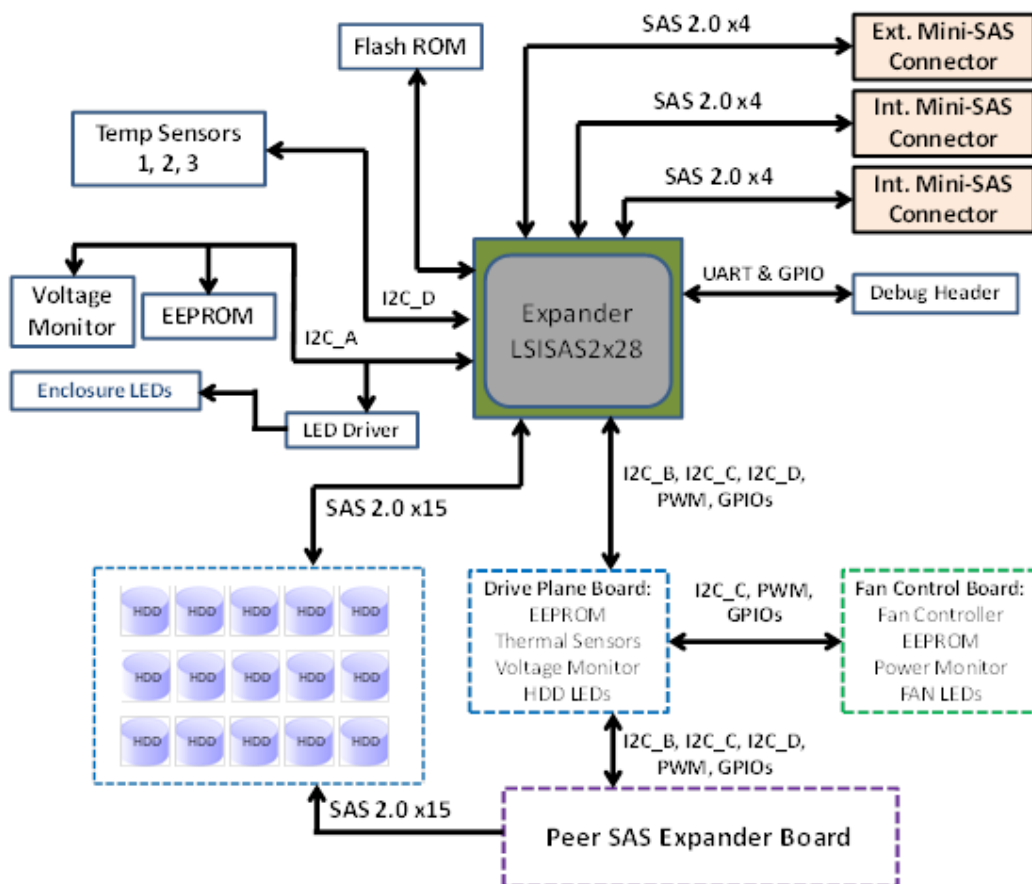 SAS 2.0 x4
Ext. Mini-SAS
Connector
Flash ROM
SAS 2.0 x4
Int. Mini-SAS
Connector
Temp Sensors
1, 2, 3
SAS 2.0 x4
Int. Mini-SAS
Connector
UART & GPIO
Debug Header
Voltage
Monitor
EEPROM
I2C_D
I2C_A
Expander
LSISAS2x28
Enclosure LEDs
LED Driver
I2C_B, I2C_C, I2C_D,
PWM, GPIOs
SAS 2.0 x15
HDD HDD HDD HDD HDD
HDD HDD HDD HDD HDD
HDD HDD HDD HDD HDD
Drive Plane Board:
EEPROM
Thermal Sensors
Voltage Monitor
HDD LEDs
I2C_C, PWM,
GPIOs
Fan Control Board:
Fan Controller
EEPROM
Power Monitor
FAN LEDs
I2C_B, I2C_C, I2C_D,
PWM, GPIOs
SAS 2.0 x15
Peer SAS Expander Board